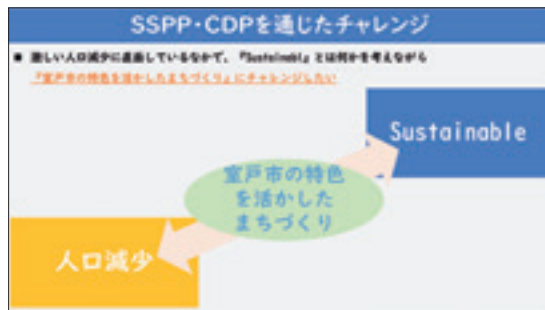 SSPP・CDPを通じたチャレンジ
■ 激しい人口減少に直面しているなかで、『Sustainabl』とは何かを考えながら
『室戸市の特色を活かしたまちづくり』にチャレンジしたい
Sustainable
室戸市の特色
を活かした
まちづくり
人口減少